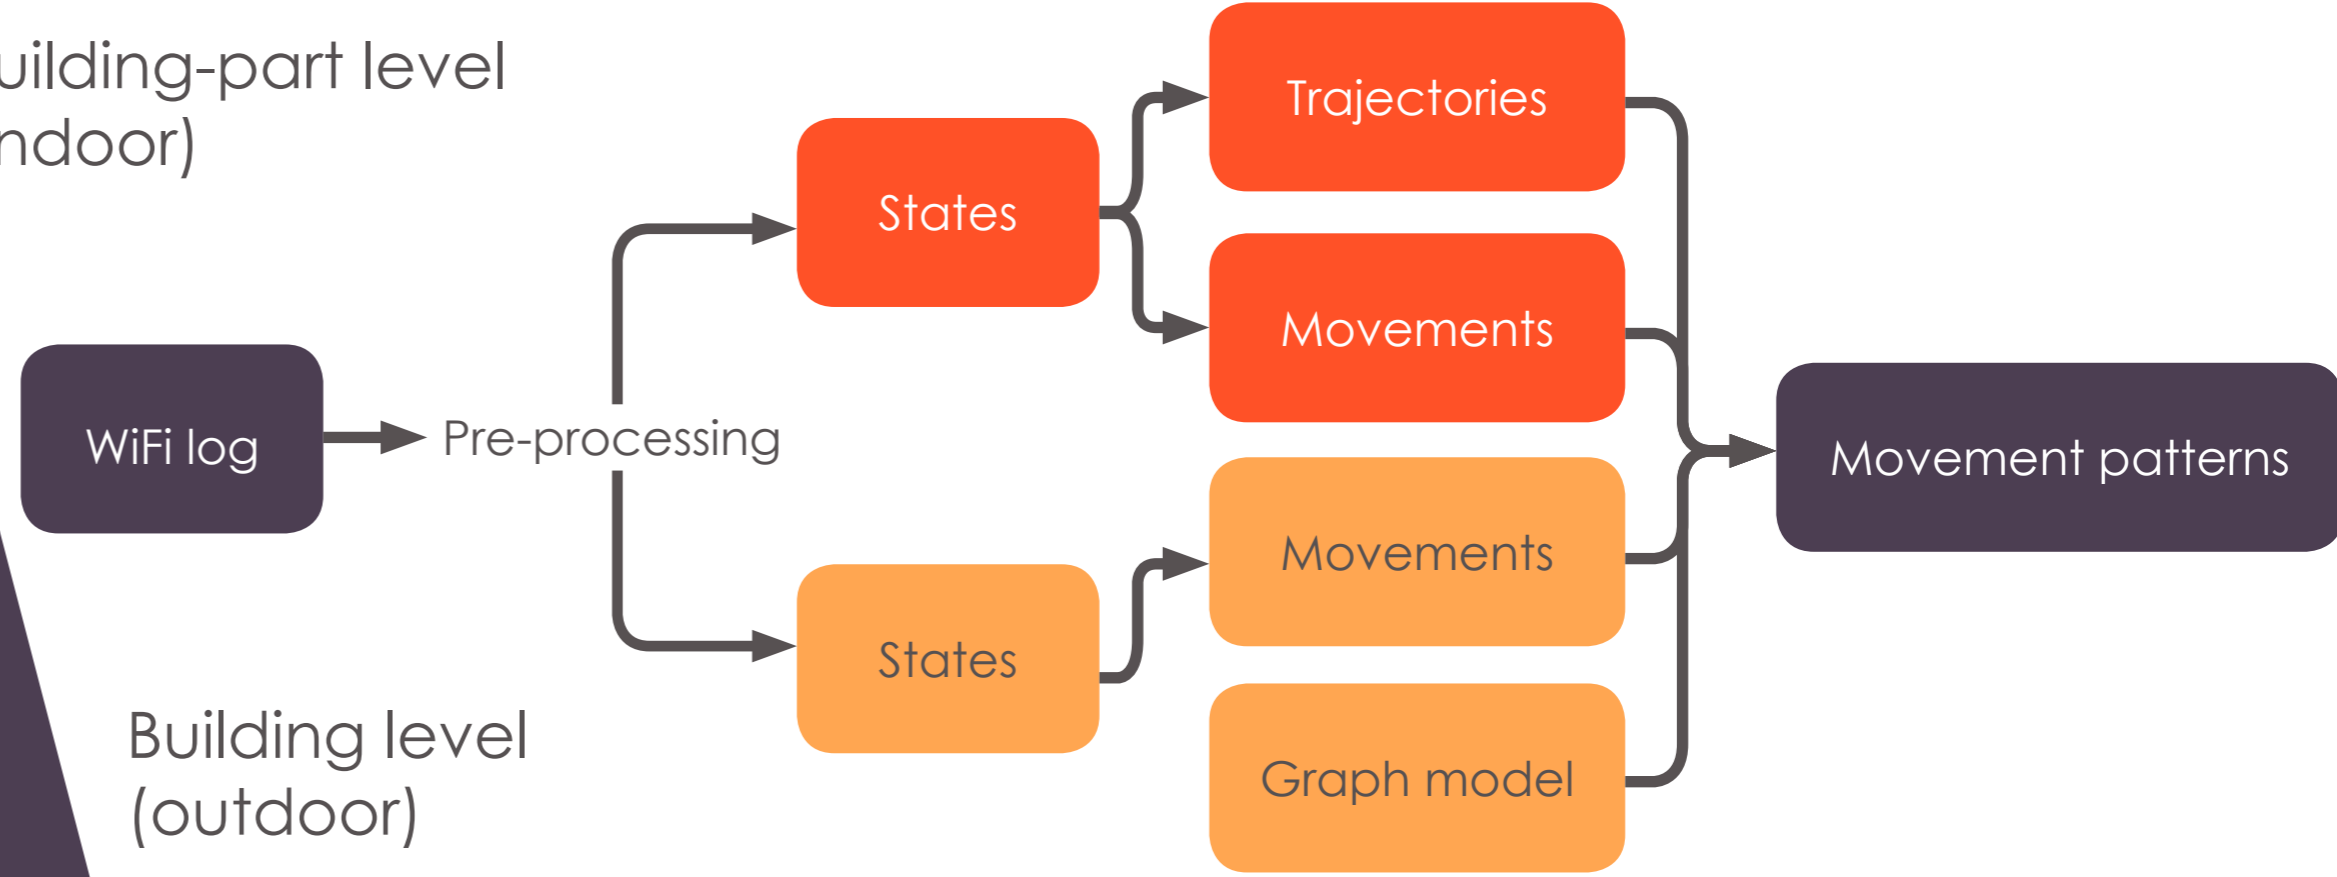 uilding-part level
ndoor)
Trajectories
States
Movements
WiFi log
Pre-processing
Movement patterns
Movements
States
Building level
(outdoor)
Graph model